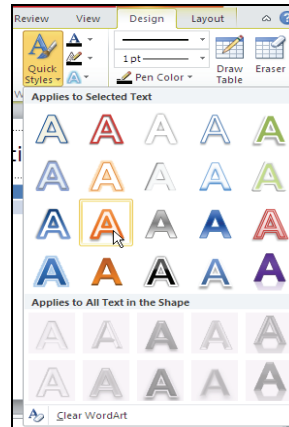 Review View Design Layout
Quick Styles
1 pt
Pen Color
Draw Table
Eraser
Applies to Selected Text
A A A A A
A A A A A
A A A A A
A A A A A
Applies to All Text in the Shape
A A A A A
A A A A A
Clear WordArt